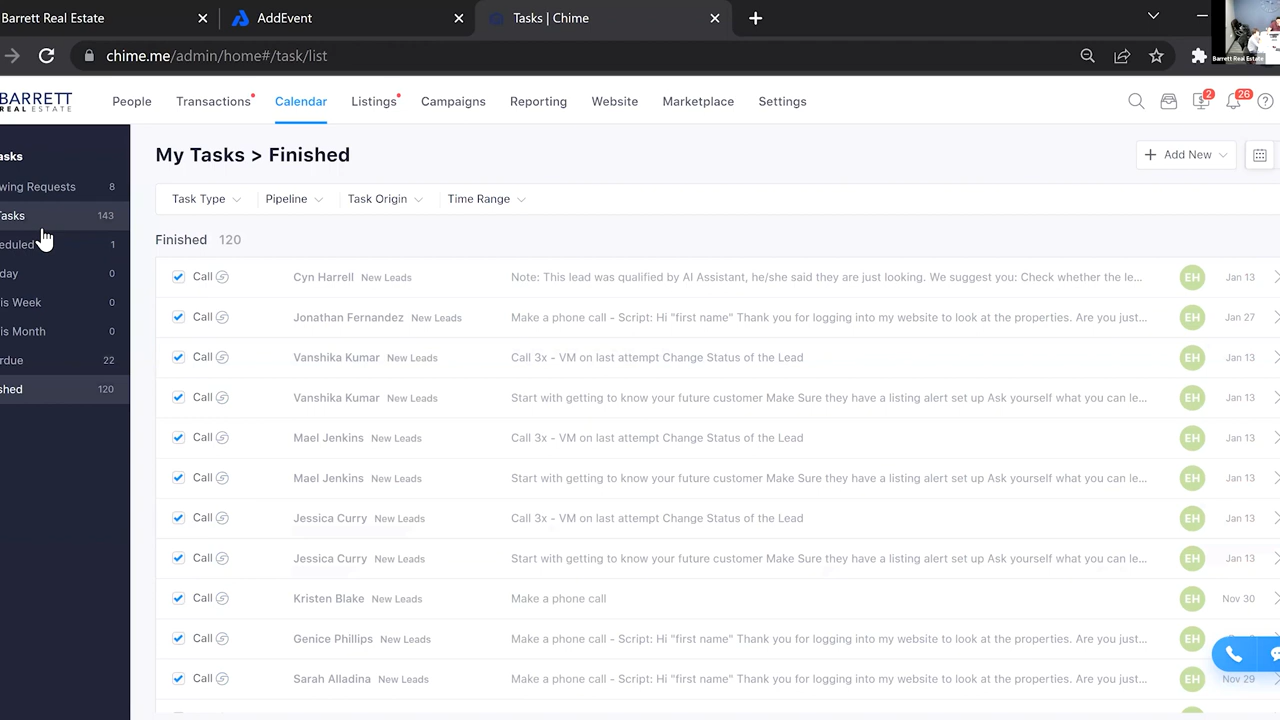 Barrett Real Estate
AddEvent
Tasks | Chime
chime.me/admin/home#/task/list
Barrett Real Estate
BARRETT
REAL ESTATE
People
Transactions
Calendar
Listings
Campaigns
Reporting
Website
Marketplace
Settings
2
26
asks
wing Requests 8
Tasks 143
eduled 1
day 0
is Week 0
is Month 0
rdue 22
shed 120
My Tasks > Finished
Add New
Task Type
Pipeline
Task Origin
Time Range
Finished 120
Call Cyn Harrell New Leads Note: This lead was qualified by AI Assistant, he/she said they are just looking. We suggest you: Check whether the le... EH Jan 13
Call Jonathan Fernandez New Leads Make a phone call - Script: Hi "first name" Thank you for logging into my website to look at the properties. Are you just... EH Jan 27
Call Vanshika Kumar New Leads Call 3x - VM on last attempt Change Status of the Lead EH Jan 13
Call Vanshika Kumar New Leads Start with getting to know your future customer Make Sure they have a listing alert set up Ask yourself what you can le... EH Jan 13
Call Mael Jenkins New Leads Call 3x - VM on last attempt Change Status of the Lead EH Jan 13
Call Mael Jenkins New Leads Start with getting to know your future customer Make Sure they have a listing alert set up Ask yourself what you can le... EH Jan 13
Call Jessica Curry New Leads Call 3x - VM on last attempt Change Status of the Lead EH Jan 13
Call Jessica Curry New Leads Start with getting to know your future customer Make Sure they have a listing alert set up Ask yourself what you can le... EH Jan 13
Call Kristen Blake New Leads Make a phone call EH Nov 30
Call Genice Phillips New Leads Make a phone call - Script: Hi "first name" Thank you for logging into my website to look at the properties. Are you just... EH
Call Sarah Alladina New Leads Make a phone call - Script: Hi "first name" Thank you for logging into my website to look at the properties. Are you just... EH Nov 29